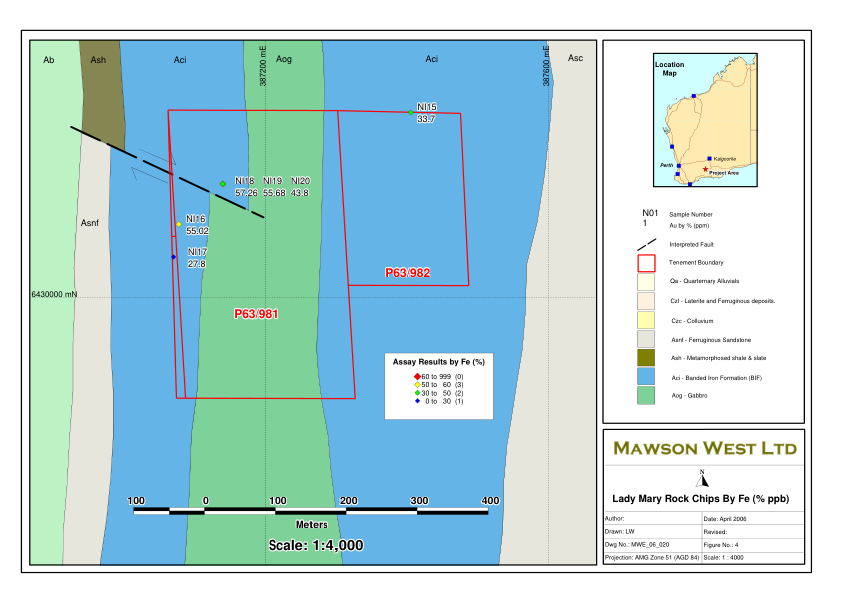 Ab
Ash
Aci
387200 mE
Aog
Aci
387600 mE
Asc
NI15
33.7
NI18 NI19 NI20
57.26 55.68 43.8
NI16
55.02
Asnf
NI17
27.8
P63/982
6430000 mN
P63/981
Assay Results by Fe (%)
60 to 999 (0)
50 to 60 (3)
30 to 50 (2)
0 to 30 (1)
100 0 100 200 300 400
Meters
Scale: 1:4,000
Location
Map
Kalgoorlie
Perth
Project Area
N01 Sample Number
1 Au by % (ppm)
Interpreted Fault
Tenement Boundary
Qa - Quarternary Alluvials
Czl - Laterite and Ferruginous deposits.
Czc - Colluvium
Asnf - Ferruginous Sandstone
Ash - Metamorphosed shale & slate
Aci - Banded Iron Formation (BIF)
Aog - Gabbro
MAWSON WEST LTD
N
Lady Mary Rock Chips By Fe (% ppb)
Author: Date: April 2006
Drawn: LW Revised:
Dwg No.: MWE_06_020 Figure No.: 4
Projection: AMG Zone 51 (AGD 84) Scale: 1 : 4000